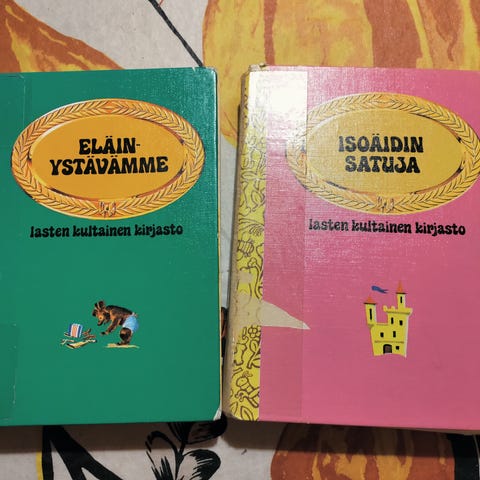 ELÄIN-
YSTÄVÄMME
lasten kultainen kirjasto
ISOÄIDIN
SATUJA
lasten kultainen kirjasto